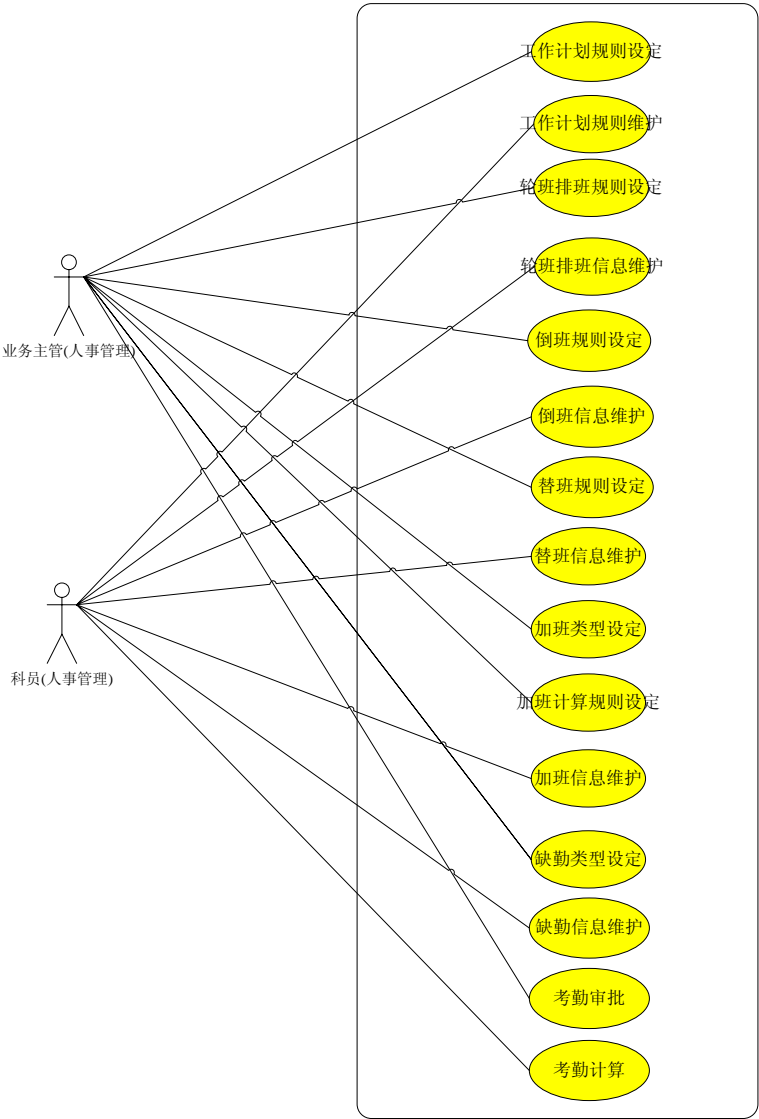 工作计划规则设定
工作计划规则维护
轮班排班规则设定
轮班排班信息维护
倒班规则设定
业务主管(人事管理)
倒班信息维护
替班规则设定
替班信息维护
加班类型设定
科员(人事管理)
加班计算规则设定
加班信息维护
缺勤类型设定
缺勤信息维护
考勤审批
考勤计算